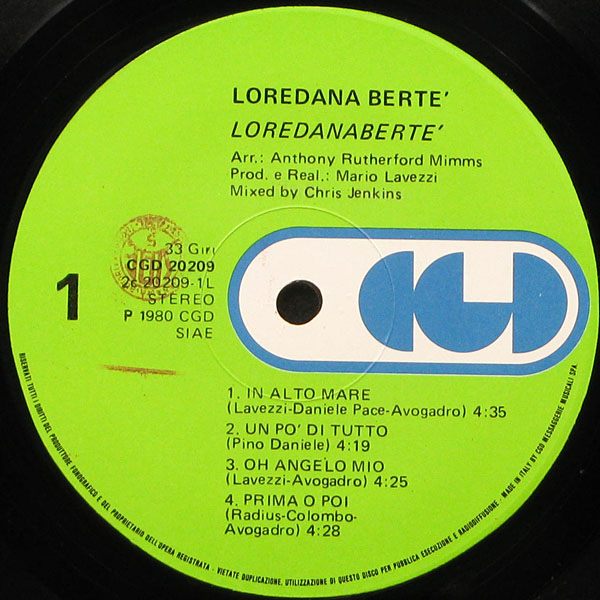 LOREDANA BERTE'
LOREDANABERTE'
Arr.: Anthony Rutherford Mimms
Prod. e Real.: Mario Lavezzi
Mixed by Chris Jenkins
33 Giri
CGD 20209
2c-20209-1L
STEREO
P 1980 CGD
SIAE
1
CGD
1. IN ALTO MARE
(Lavezzi-Daniele Pace-Avogadro) 4:35
2. UN PO' DI TUTTO
(Pino Daniele) 4:19
3. OH ANGELO MIO
(Lavezzi-Avogadro) 4:25
4. PRIMA O POI
(Radius-Colombo-
Avogadro) 4:28
RISERVATI TUTTI I DIRITTI DEL PRODUTTORE FONOGRAFICO E DEL PROPRIETARIO DELL'OPERA REGISTRATA - VIETATE DUPLICAZIONE, UTILIZZAZIONE DI QUESTO DISCO PER PUBBLICA ESECUZIONE E RADIODIFFUSIONE. - MADE IN ITALY BY CGD MESSAGGERIE MUSICALI SPA